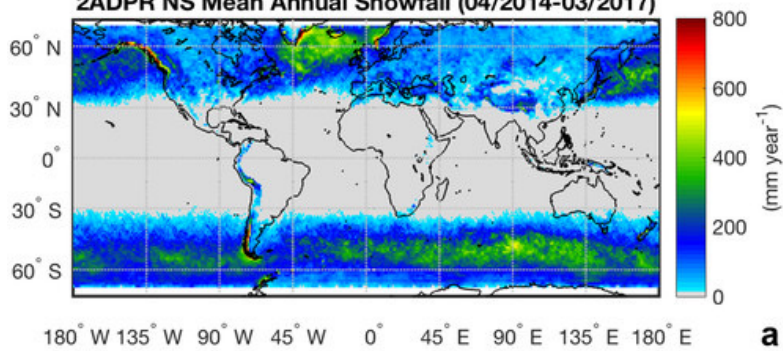 2ADPR NS Mean Annual Snowfall (04/2014-03/2017)
800
60° N
600
30° N
(mm year⁻¹)
400
0°
30° S
200
60° S
0
180° W 135° W 90° W 45° W 0° 45° E 90° E 135° E 180° E
a